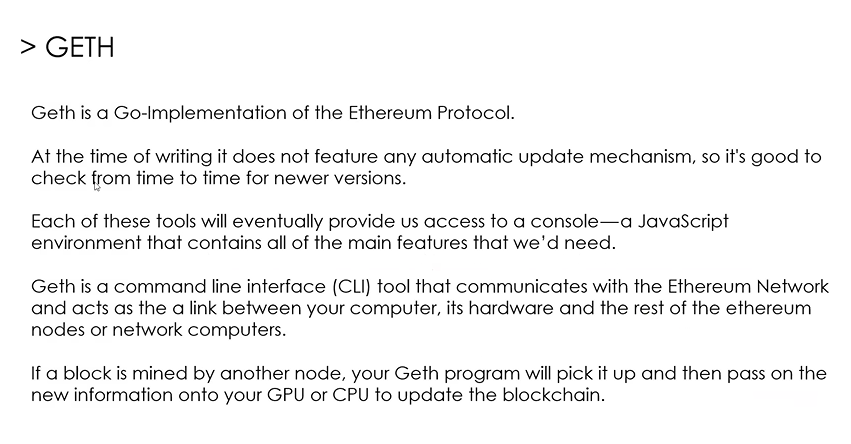 > GETH
Geth is a Go-Implementation of the Ethereum Protocol.
At the time of writing it does not feature any automatic update mechanism, so it's good to
check from time to time for newer versions.
Each of these tools will eventually provide us access to a console—a JavaScript
environment that contains all of the main features that we’d need.
Geth is a command line interface (CLI) tool that communicates with the Ethereum Network
and acts as the a link between your computer, its hardware and the rest of the ethereum
nodes or network computers.
If a block is mined by another node, your Geth program will pick it up and then pass on the
new information onto your GPU or CPU to update the blockchain.